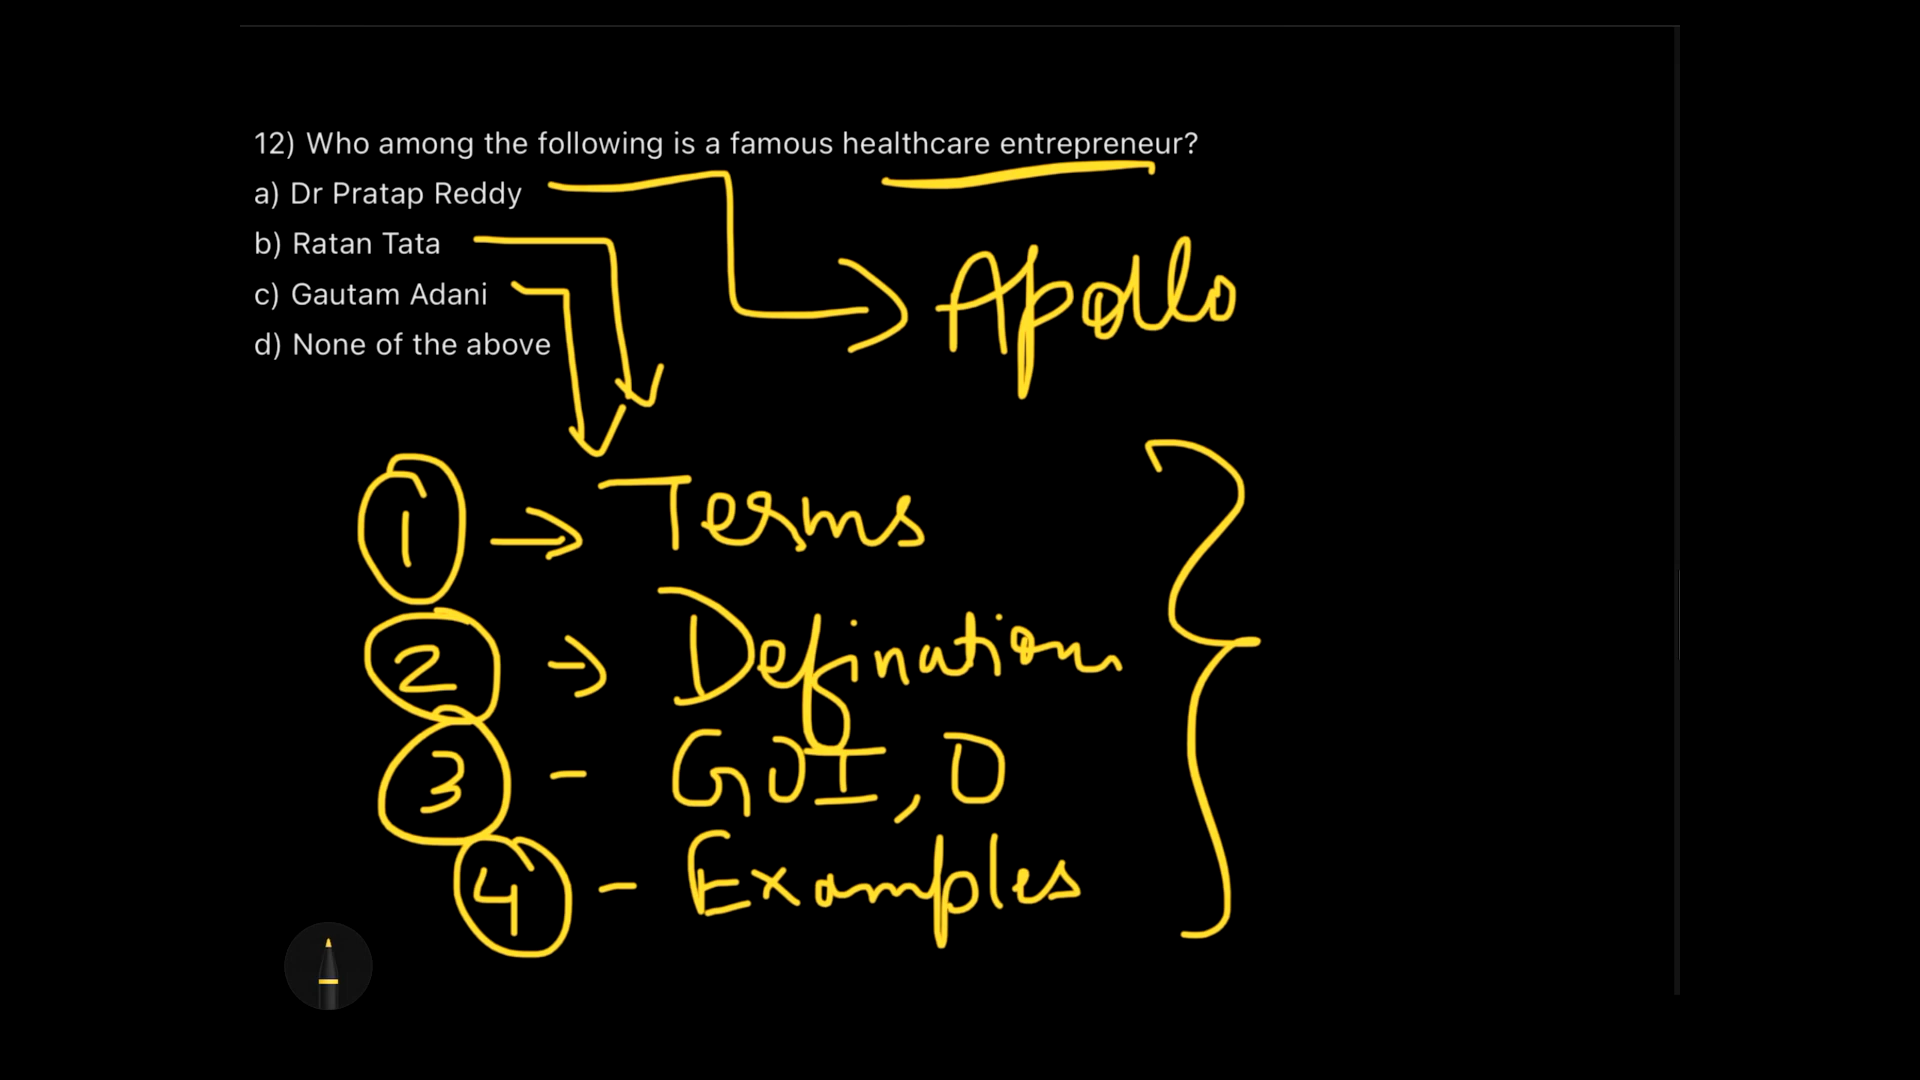 12) Who among the following is a famous healthcare entrepreneur?
a) Dr Pratap Reddy
b) Ratan Tata
c) Gautam Adani
d) None of the above
Apollo
1 → Terms
2 → Defination
3 - GOI, O
4 - Examples